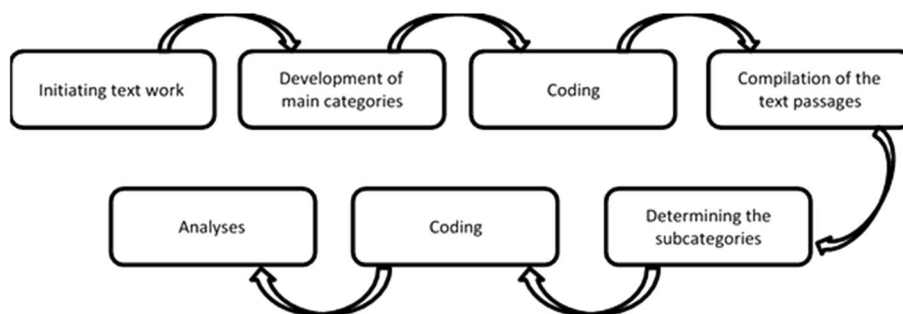 Initiating text work
Development of
main categories
Coding
Compilation of the
text passages
Determining the
subcategories
Coding
Analyses